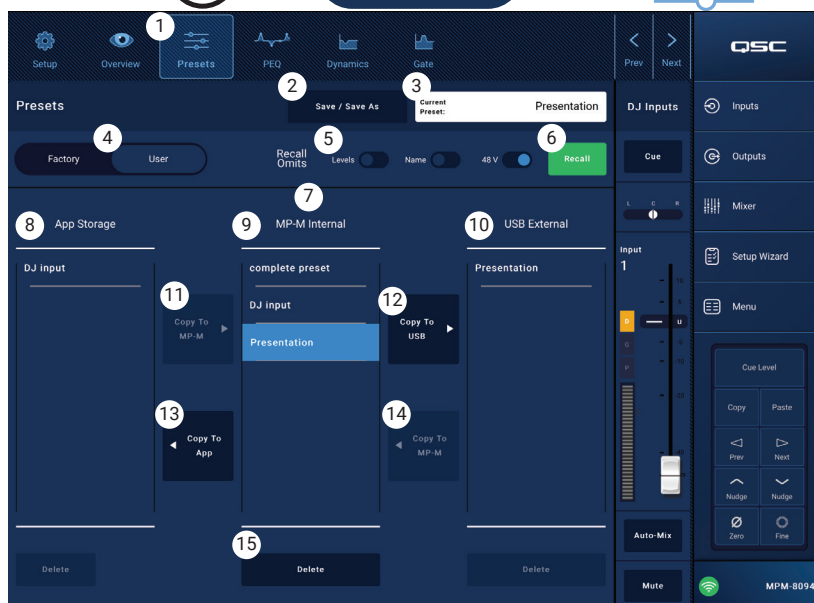 1
Setup
Overview
Presets
PEQ
Dynamics
Gate
Prev
Next
QSC
Presets
2
Save / Save As
3
Current Preset:
Presentation
DJ Inputs
Inputs
4
Factory
User
5
Recall Omits
Levels
Name
48 V
6
Recall
Cue
Outputs
7
8
App Storage
9
MP-M Internal
10
USB External
L C R
Mixer
DJ input
complete preset
DJ input
Presentation
Presentation
Input
1
Setup Wizard
Menu
11
Copy To
MP-M
12
Copy To
USB
13
Copy To
App
14
Copy To
MP-M
10
U
D
G
P
Cue Level
Copy
Paste
Prev
Next
Nudge
Nudge
Zero
Fine
15
Delete
Delete
Delete
Auto-Mix
Mute
MPM-8094